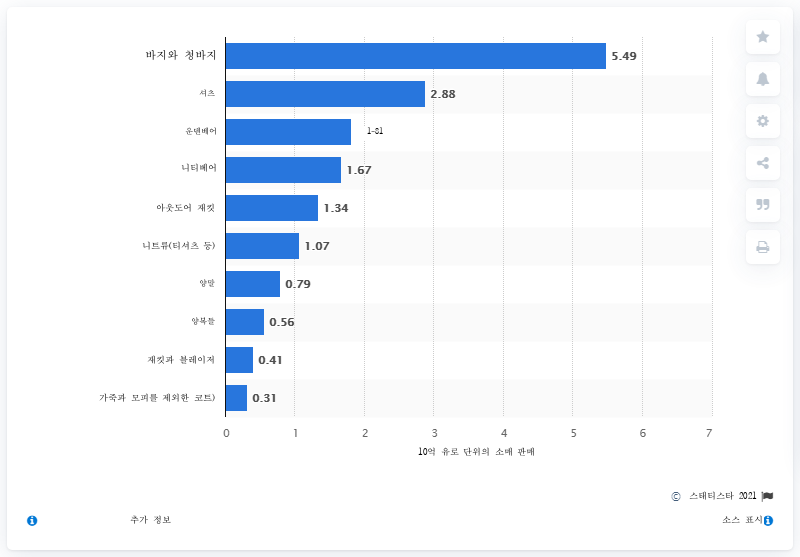 바지와 청바지 5.49
셔츠 2.88
운덴베어 1-81
니티베어 1.67
아웃도어 재킷 1.34
니트류(티셔츠 등) 1.07
양말 0.79
양복들 0.56
재킷과 블레이저 0.41
가죽과 모피를 제외한 코트) 0.31
0 1 2 3 4 5 6 7
10억 유로 단위의 소매 판매
© 스태티스타 2021
추가 정보 소스 표시